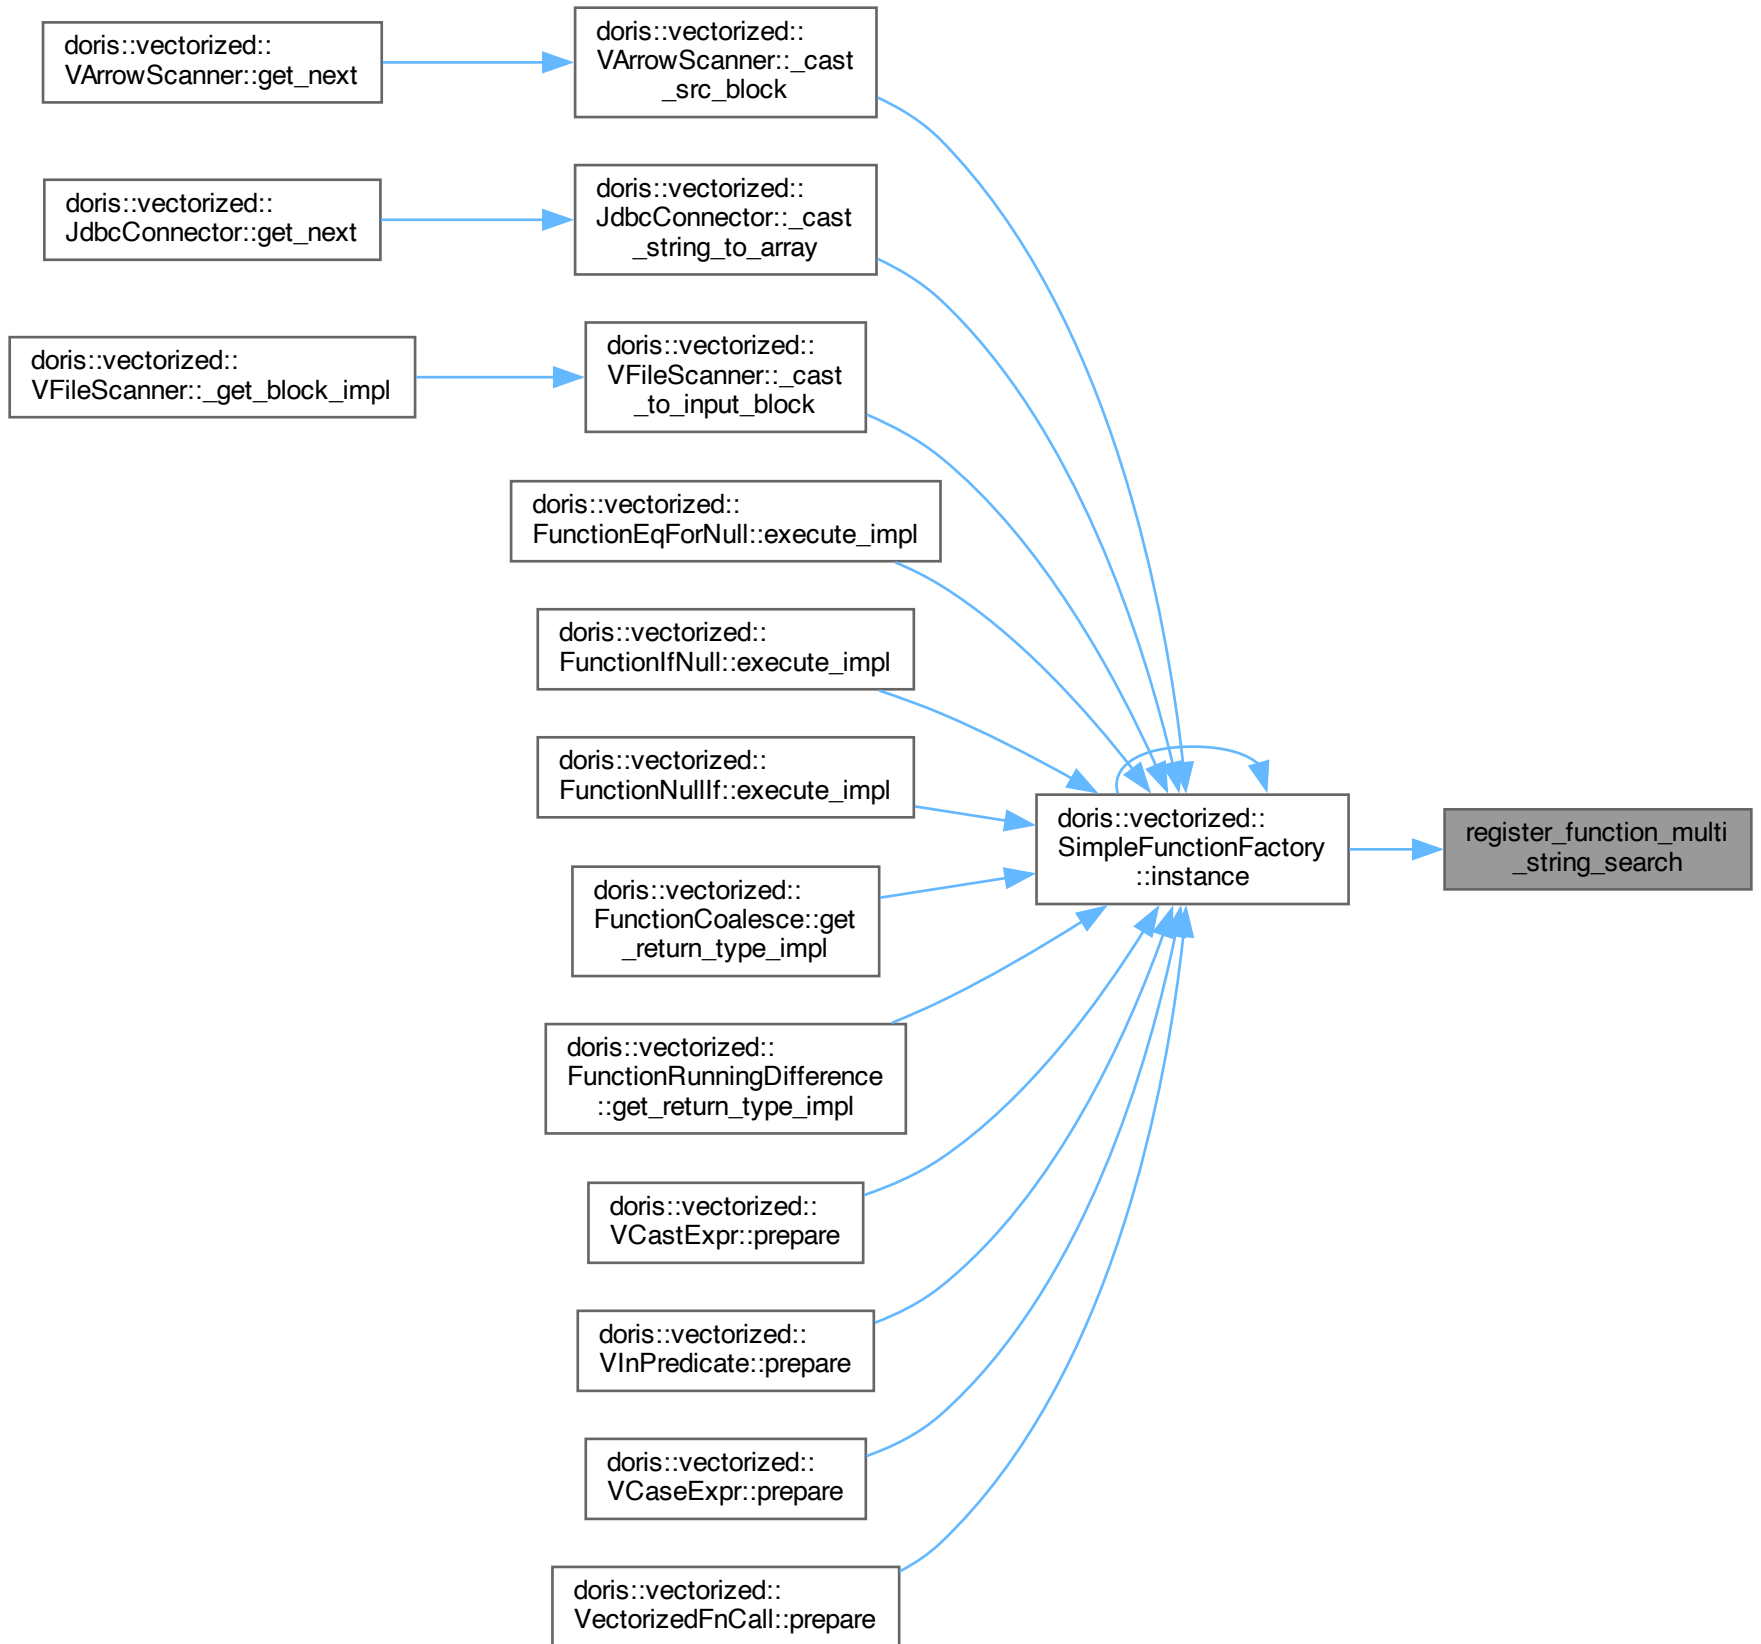 doris::vectorized::
VArrowScanner::get_next
doris::vectorized::
VArrowScanner::_cast
_src_block
doris::vectorized::
JdbcConnector::get_next
doris::vectorized::
JdbcConnector::_cast
_string_to_array
doris::vectorized::
VFileScanner::_get_block_impl
doris::vectorized::
VFileScanner::_cast
_to_input_block
doris::vectorized::
FunctionEqForNull::execute_impl
doris::vectorized::
FunctionIfNull::execute_impl
doris::vectorized::
FunctionNullIf::execute_impl
doris::vectorized::
SimpleFunctionFactory
::instance
register_function_multi
_string_search
doris::vectorized::
FunctionCoalesce::get
_return_type_impl
doris::vectorized::
FunctionRunningDifference
::get_return_type_impl
doris::vectorized::
VCastExpr::prepare
doris::vectorized::
VInPredicate::prepare
doris::vectorized::
VCaseExpr::prepare
doris::vectorized::
VectorizedFnCall::prepare